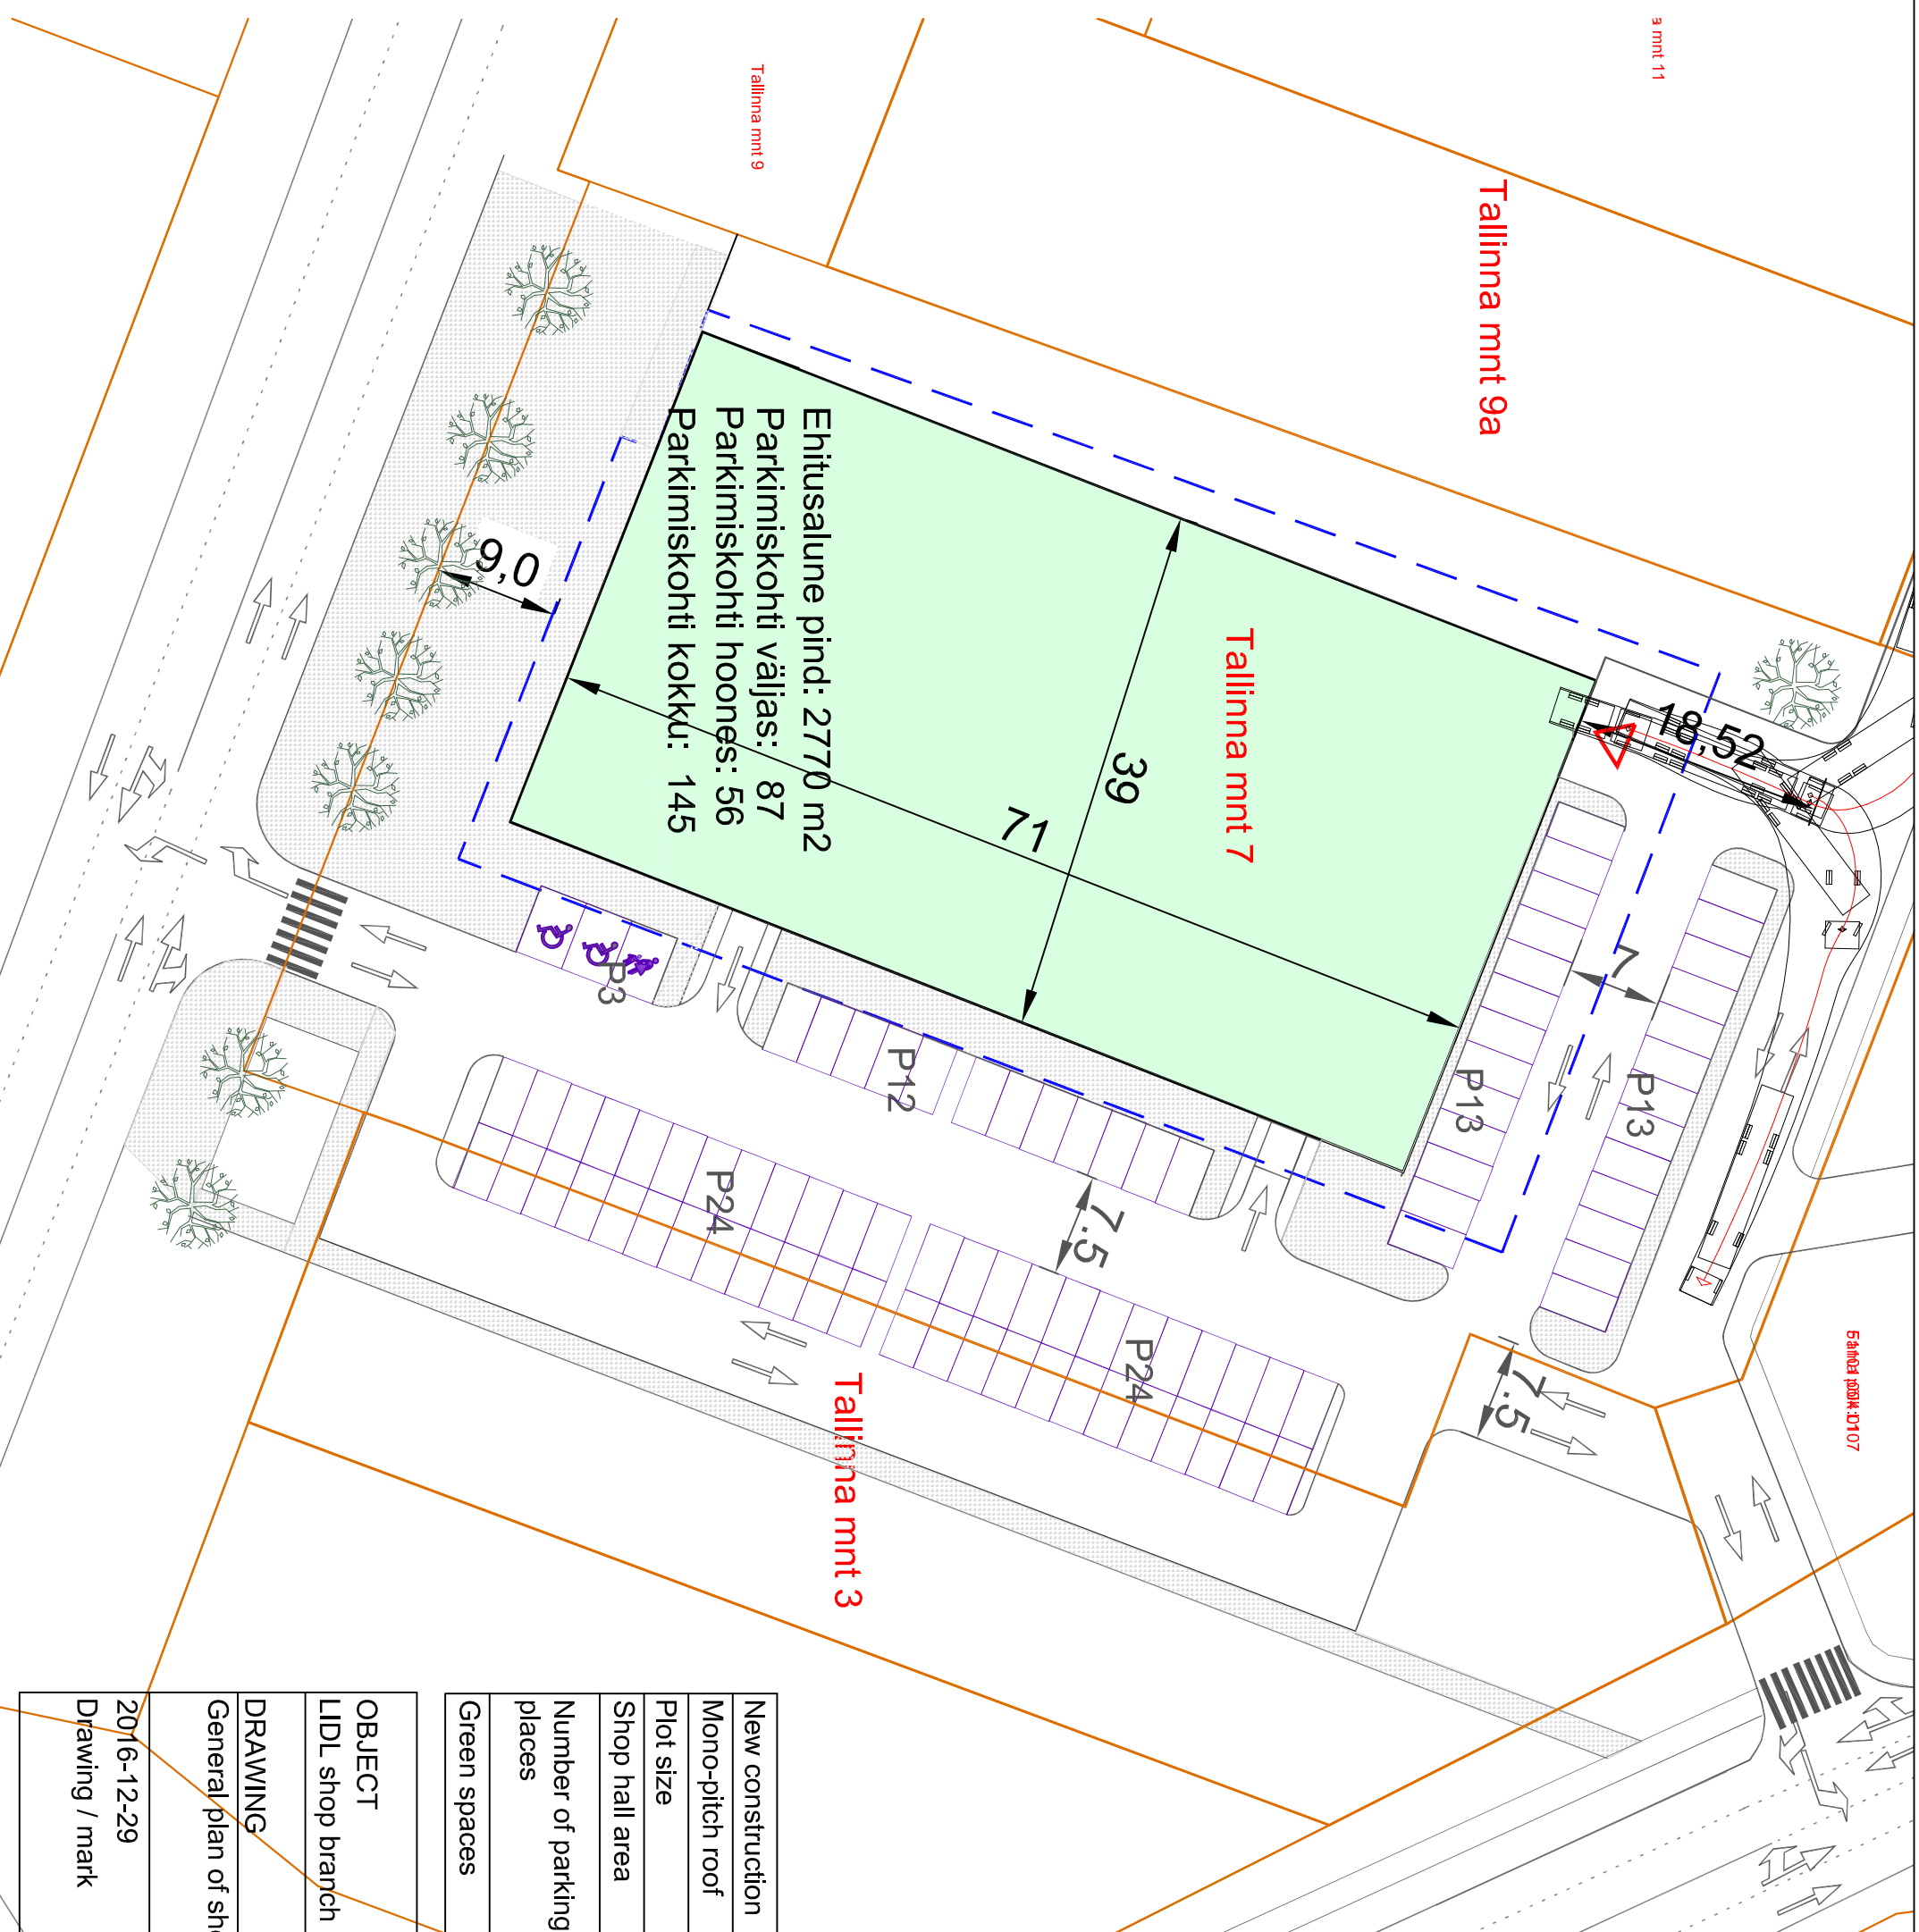 a mnt 11
Tallinna mnt 9
Tallinna mnt 9a
Tallinna mnt 7
Ehitusalune pind: 2770 m2
Parkimiskohti väljas: 87
Parkimiskohti hoones: 56
Parkimiskohti kokku: 145
9,0
39
71
18,52
7
P3
P12
P13
P13
P24
P24
7.5
7.5
Tallinna mnt 3
New construction
Mono-pitch roof
Plot size
Shop hall area
Number of parking
places
Green spaces
OBJECT
LIDL shop branch
DRAWING
General plan of sho
2016-12-29
Drawing / mark